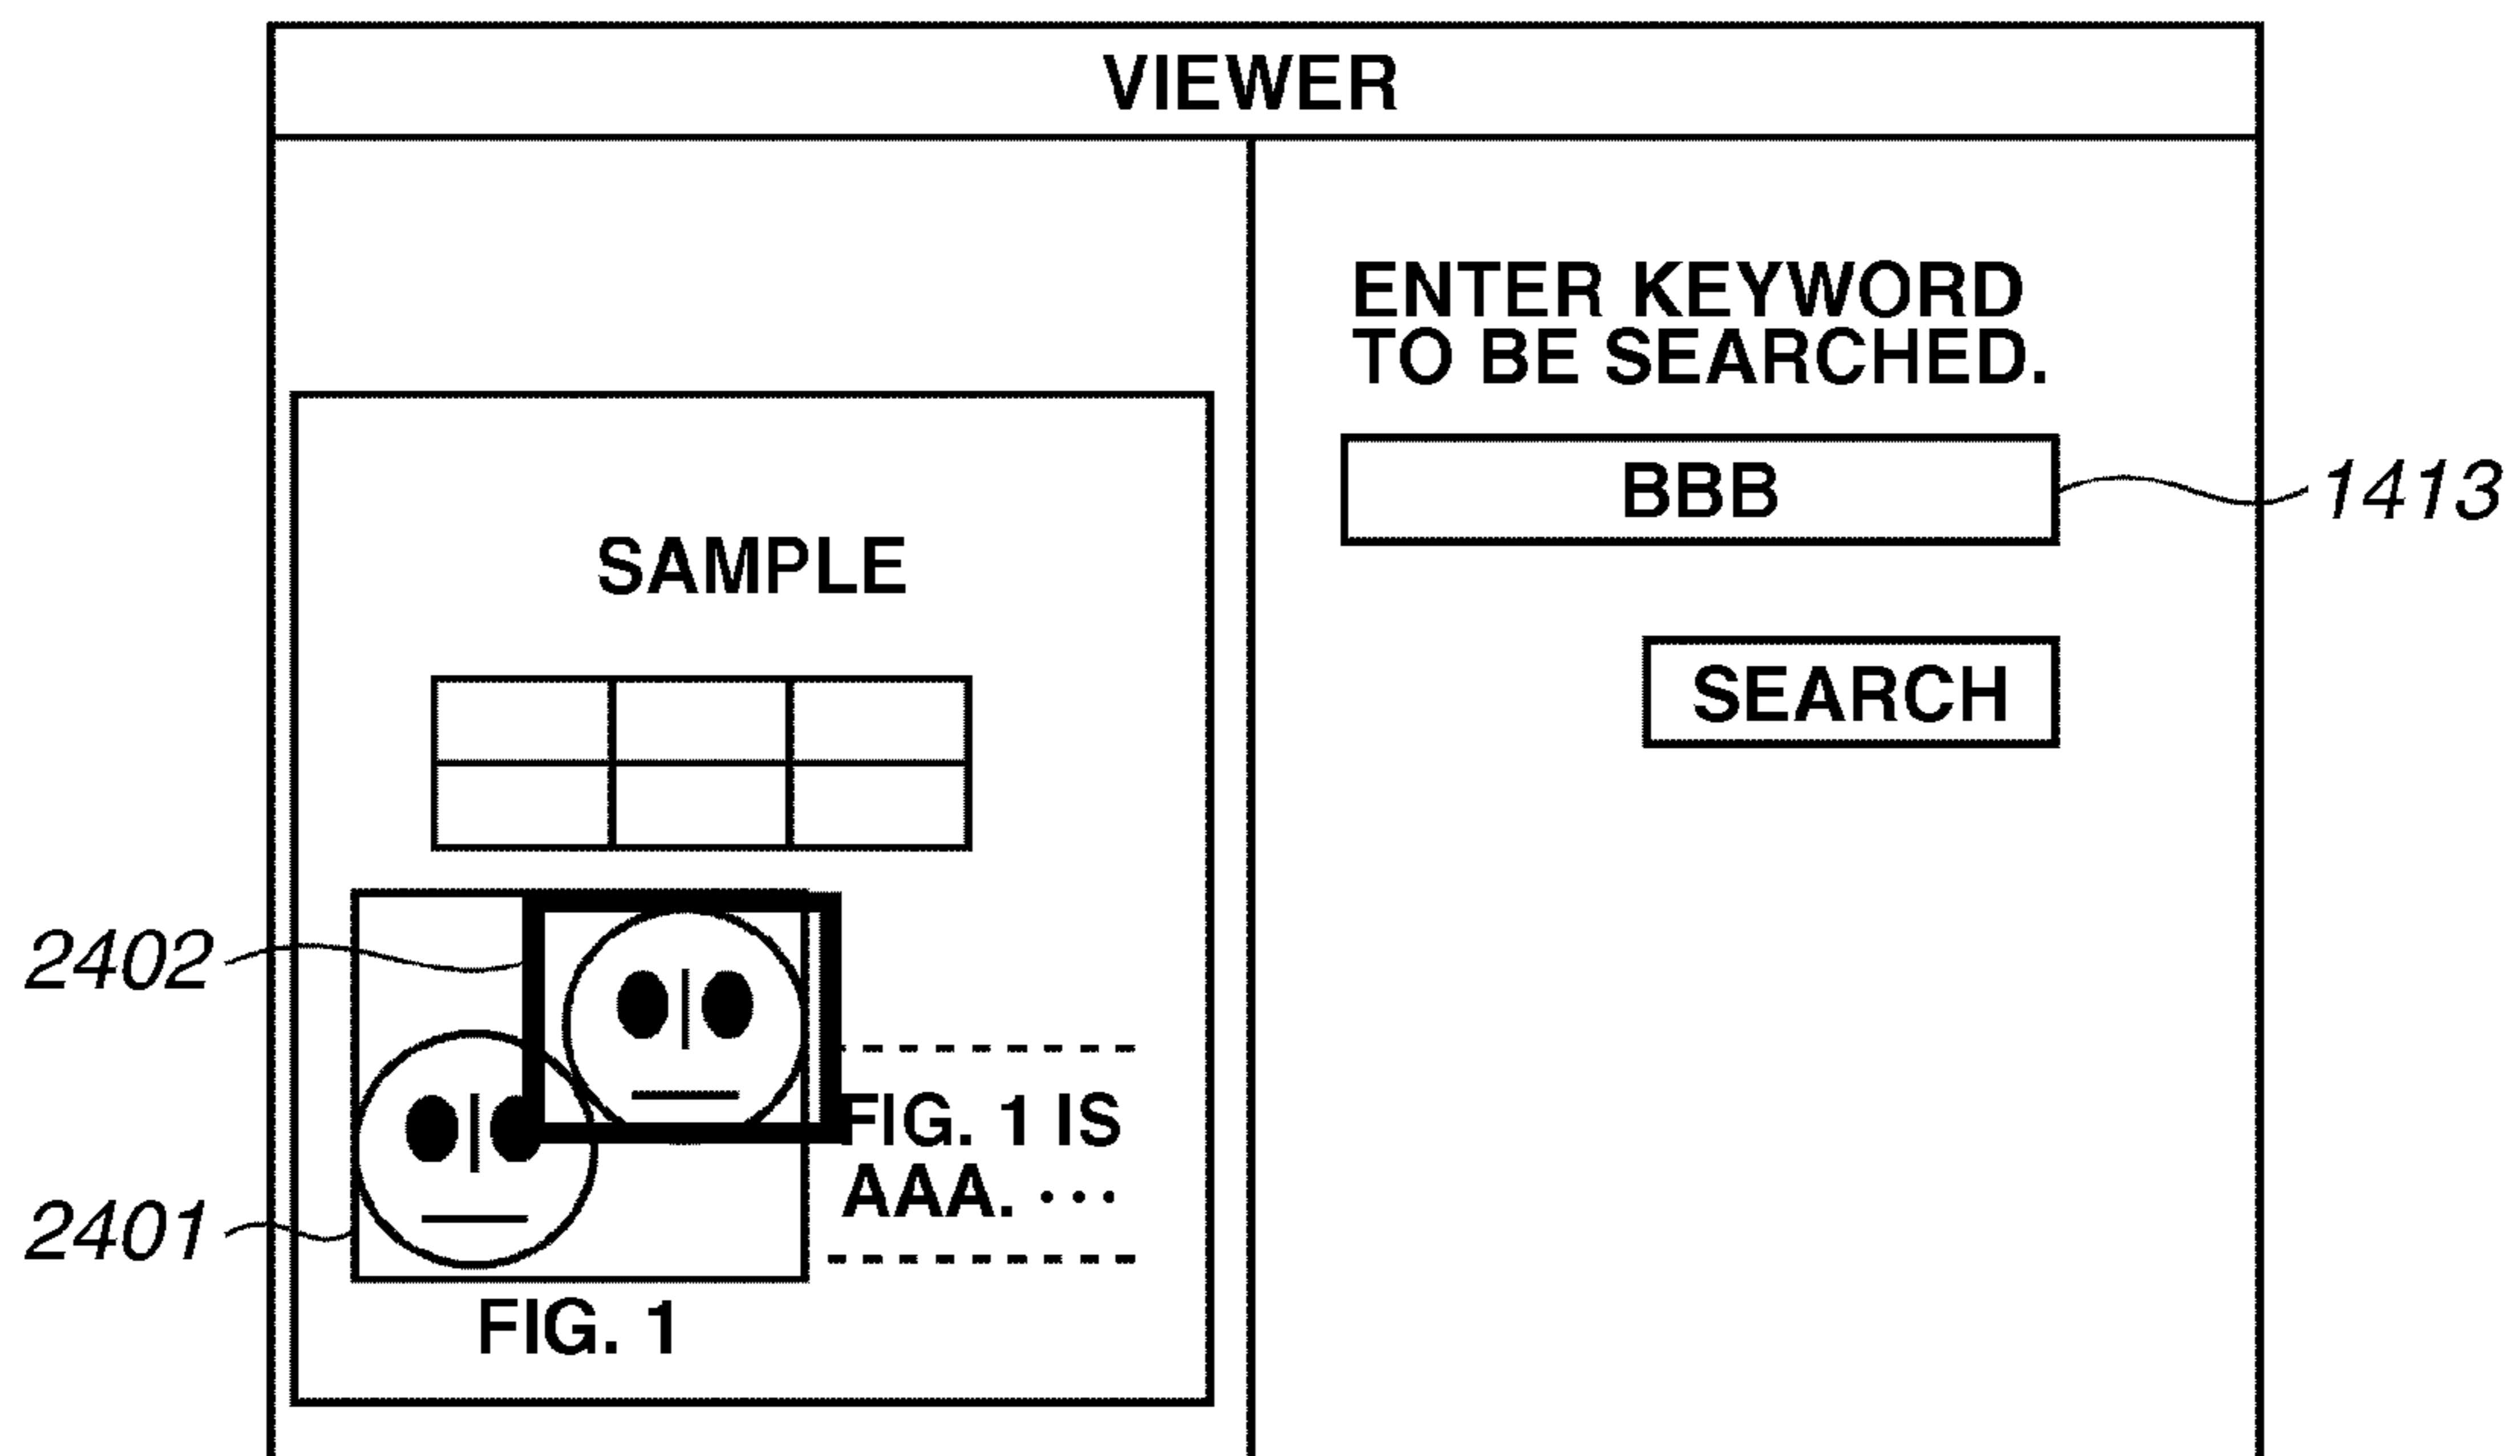 VIEWER
SAMPLE
2402
FIG. 1 IS
AAA. ...
2401
FIG. 1
ENTER KEYWORD
TO BE SEARCHED.
BBB
1413
SEARCH